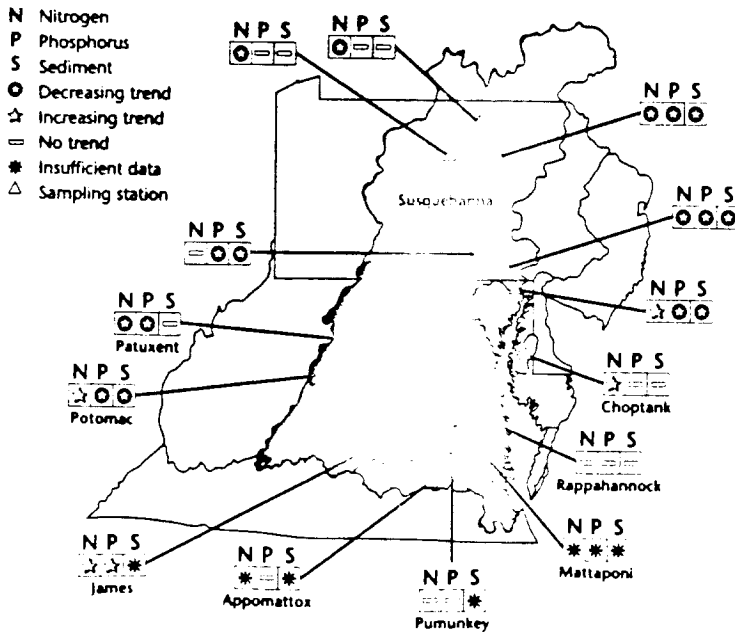 N Nitrogen
P Phosphorus
S Sediment
Decreasing trend
Increasing trend
No trend
Insufficient data
Sampling station
N P S
N P S
N P S
Susquehanna
N P S
N P S
N P S
Patuxent
N P S
N P S
Potomac
N P S
Choptank
N P S
Rappahannock
N P S
Mattaponi
N P S
James
N P S
Appomattox
N P S
Pumunkey